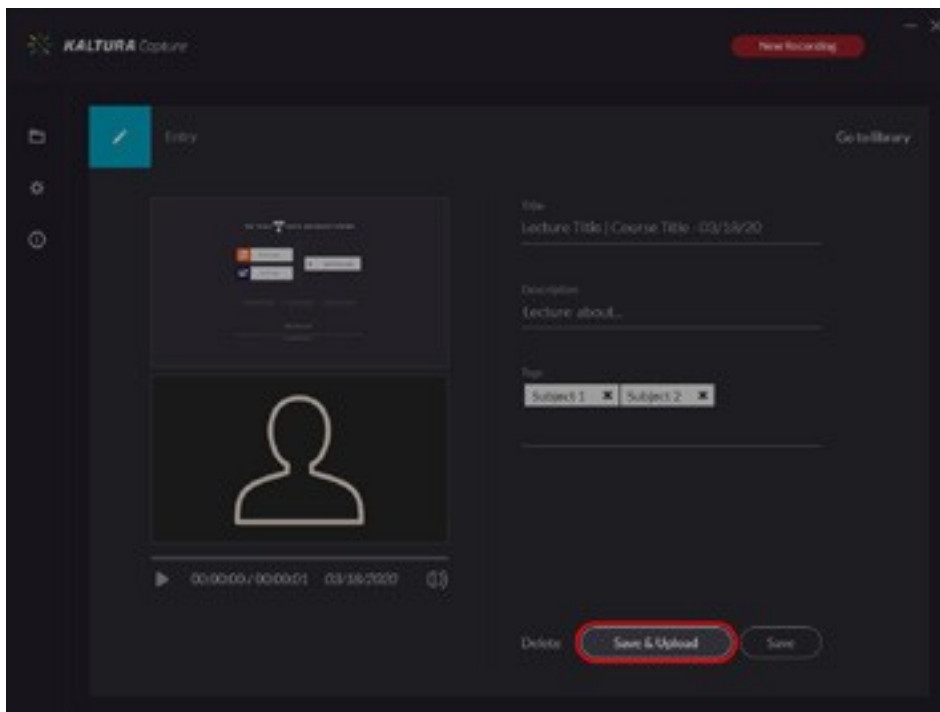 KALTURA Capture
New Recording
Entry
Go to library
Title
Lecture Title | Course Title - 03/18/20
Description
Lecture about...
Tags
Subject 1 ✖ Subject 2 ✖
00:00:00 / 00:00:01 03/18/2020
Delete Save & Upload Save